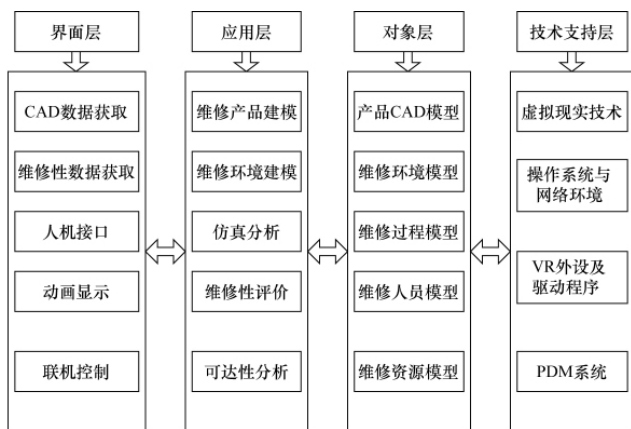 界面层
应用层
对象层
技术支持层
CAD数据获取
维修性数据获取
人机接口
动画显示
联机控制
维修产品建模
维修环境建模
仿真分析
维修性评价
可达性分析
产品CAD模型
维修环境模型
维修过程模型
维修人员模型
维修资源模型
虚拟现实技术
操作系统与
网络环境
VR外设及
驱动程序
PDM系统